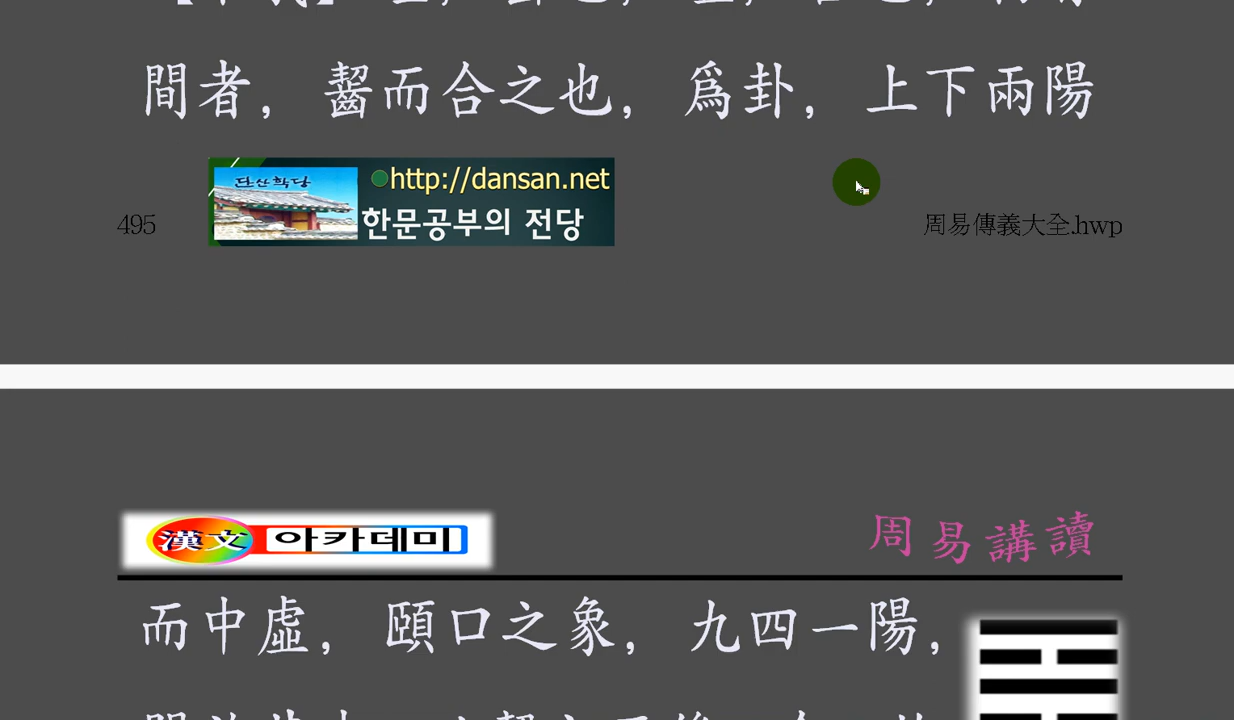 間者, 齧而合之也, 爲卦, 上下兩陽
단산학당
http://dansan.net
한문공부의 전당
495
周易傳義大全.hwp
漢文 아카데미
周易講讀
而中虛, 頤口之象, 九四一陽,